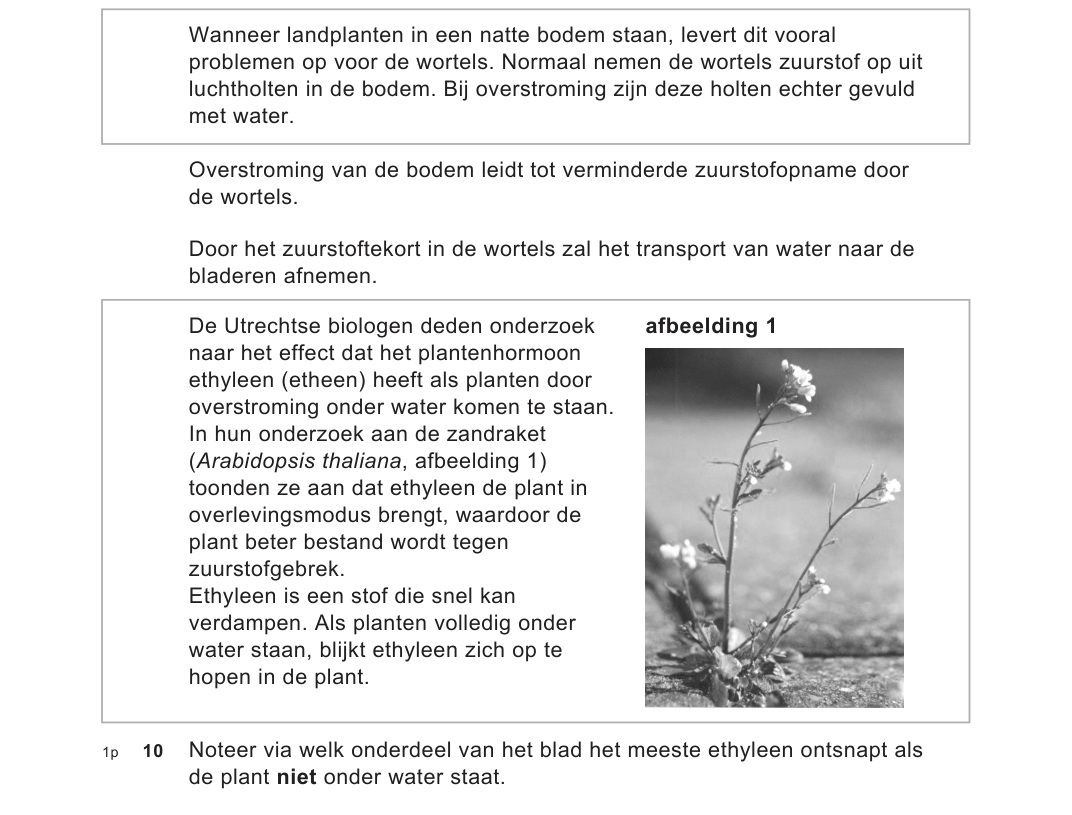 Wanneer landplanten in een natte bodem staan, levert dit vooral
problemen op voor de wortels. Normaal nemen de wortels zuurstof op uit
luchtholten in de bodem. Bij overstroming zijn deze holten echter gevuld
met water.
Overstroming van de bodem leidt tot verminderde zuurstofopname door
de wortels.
Door het zuurstoftekort in de wortels zal het transport van water naar de
bladeren afnemen.
De Utrechtse biologen deden onderzoek
naar het effect dat het plantenhormoon
ethyleen (etheen) heeft als planten door
overstroming onder water komen te staan.
In hun onderzoek aan de zandraket
(Arabidopsis thaliana, afbeelding 1)
toonden ze aan dat ethyleen de plant in
overlevingsmodus brengt, waardoor de
plant beter bestand wordt tegen
zuurstofgebrek.
Ethyleen is een stof die snel kan
verdampen. Als planten volledig onder
water staan, blijkt ethyleen zich op te
hopen in de plant.
afbeelding 1
1p 10 Noteer via welk onderdeel van het blad het meeste ethyleen ontsnapt als
de plant niet onder water staat.